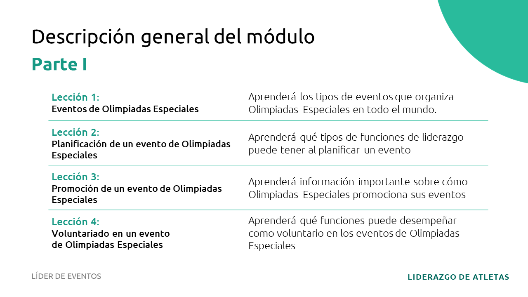 Descripción general del módulo
Parte I
Lección 1:
Eventos de Olimpiadas Especiales
Aprenderá los tipos de eventos que organiza
Olimpiadas Especiales en todo el mundo.
Lección 2:
Planificación de un evento de Olimpiadas
Especiales
Aprenderá qué tipos de funciones de liderazgo
puede tener al planificar un evento
Lección 3:
Promoción de un evento de Olimpiadas
Especiales
Aprenderá información importante sobre cómo
Olimpiadas Especiales promociona sus eventos
Lección 4:
Voluntariado en un evento
de Olimpiadas Especiales
Aprenderá qué funciones puede desempeñar
como voluntario en los eventos de Olimpiadas
Especiales
LÍDER DE EVENTOS
LIDERAZGO DE ATLETAS